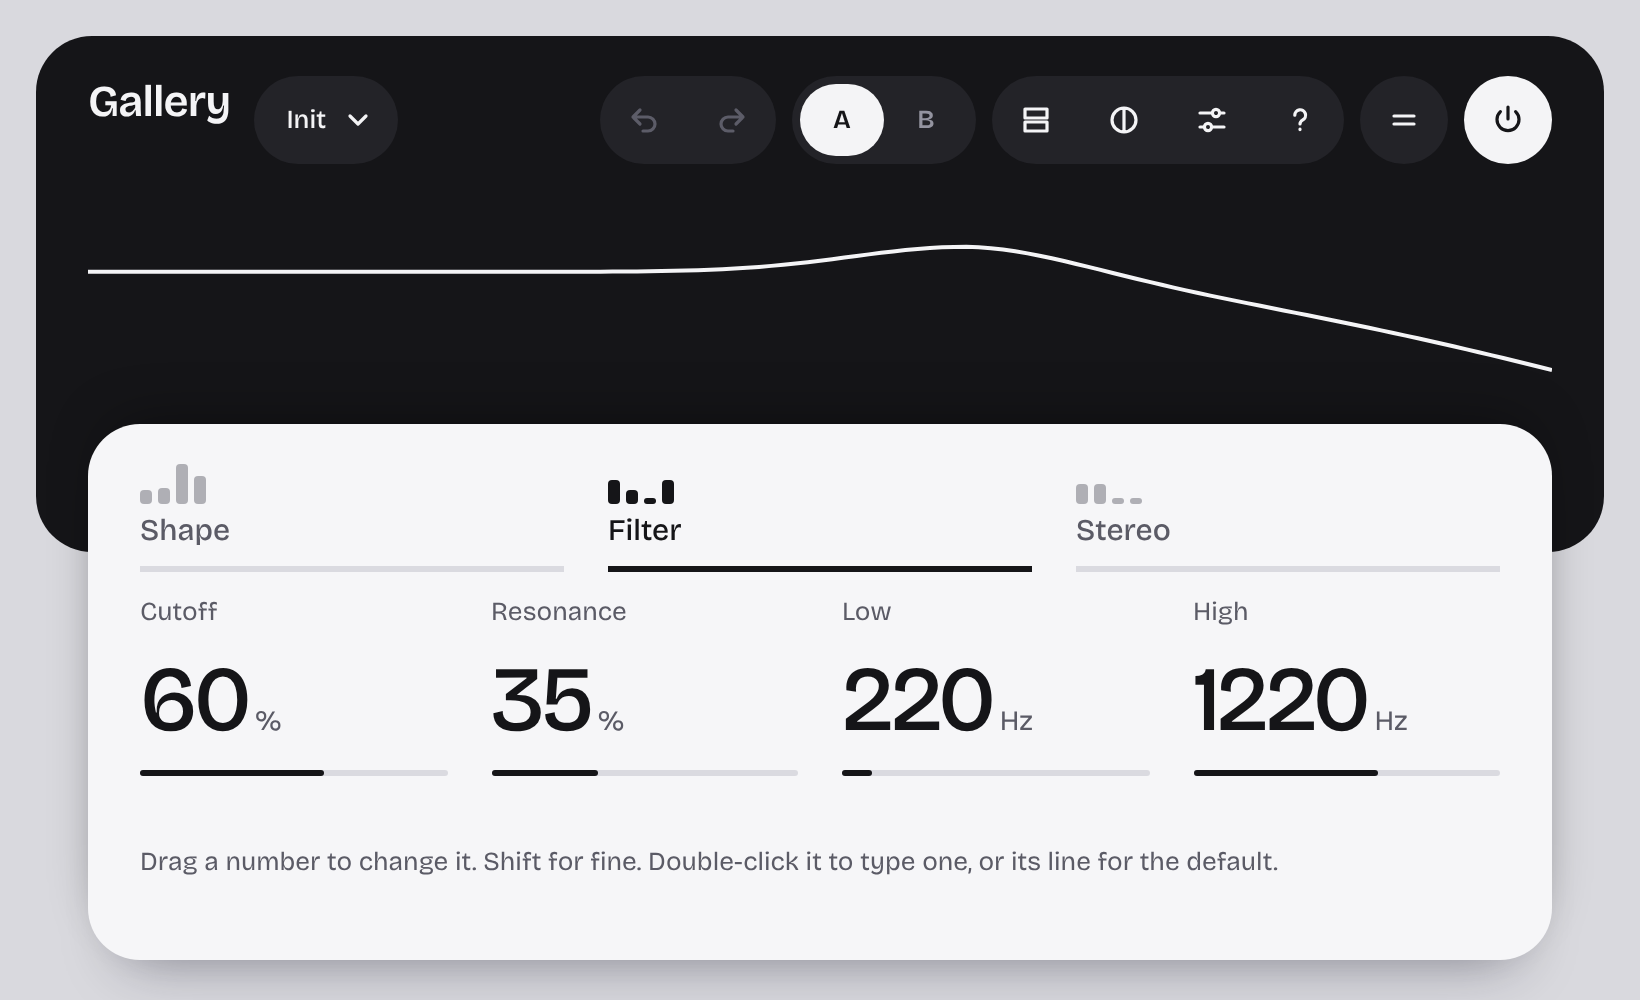 Gallery
Init
A
B
?
Shape
Filter
Stereo
Cutoff
Resonance
Low
High
60 %
35 %
220 Hz
1220 Hz
Drag a number to change it. Shift for fine. Double-click it to type one, or its line for the default.